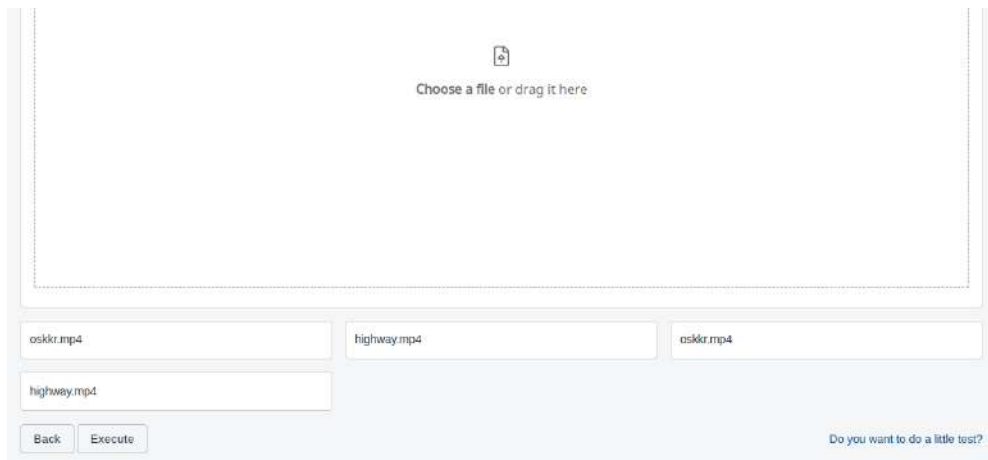 Choose a file or drag it here
oskkr.mp4
highway.mp4
oskkr.mp4
highway.mp4
Back
Execute
Do you want to do a little test?